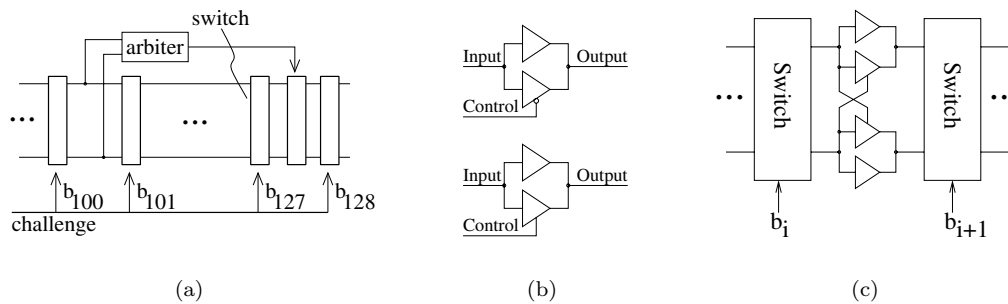 switch
arbiter
...
...
b100
b101
b127
b128
challenge
(a)
Input
Output
Control
Input
Output
Control
(b)
Switch
Switch
...
...
bi
bi+1
(c)